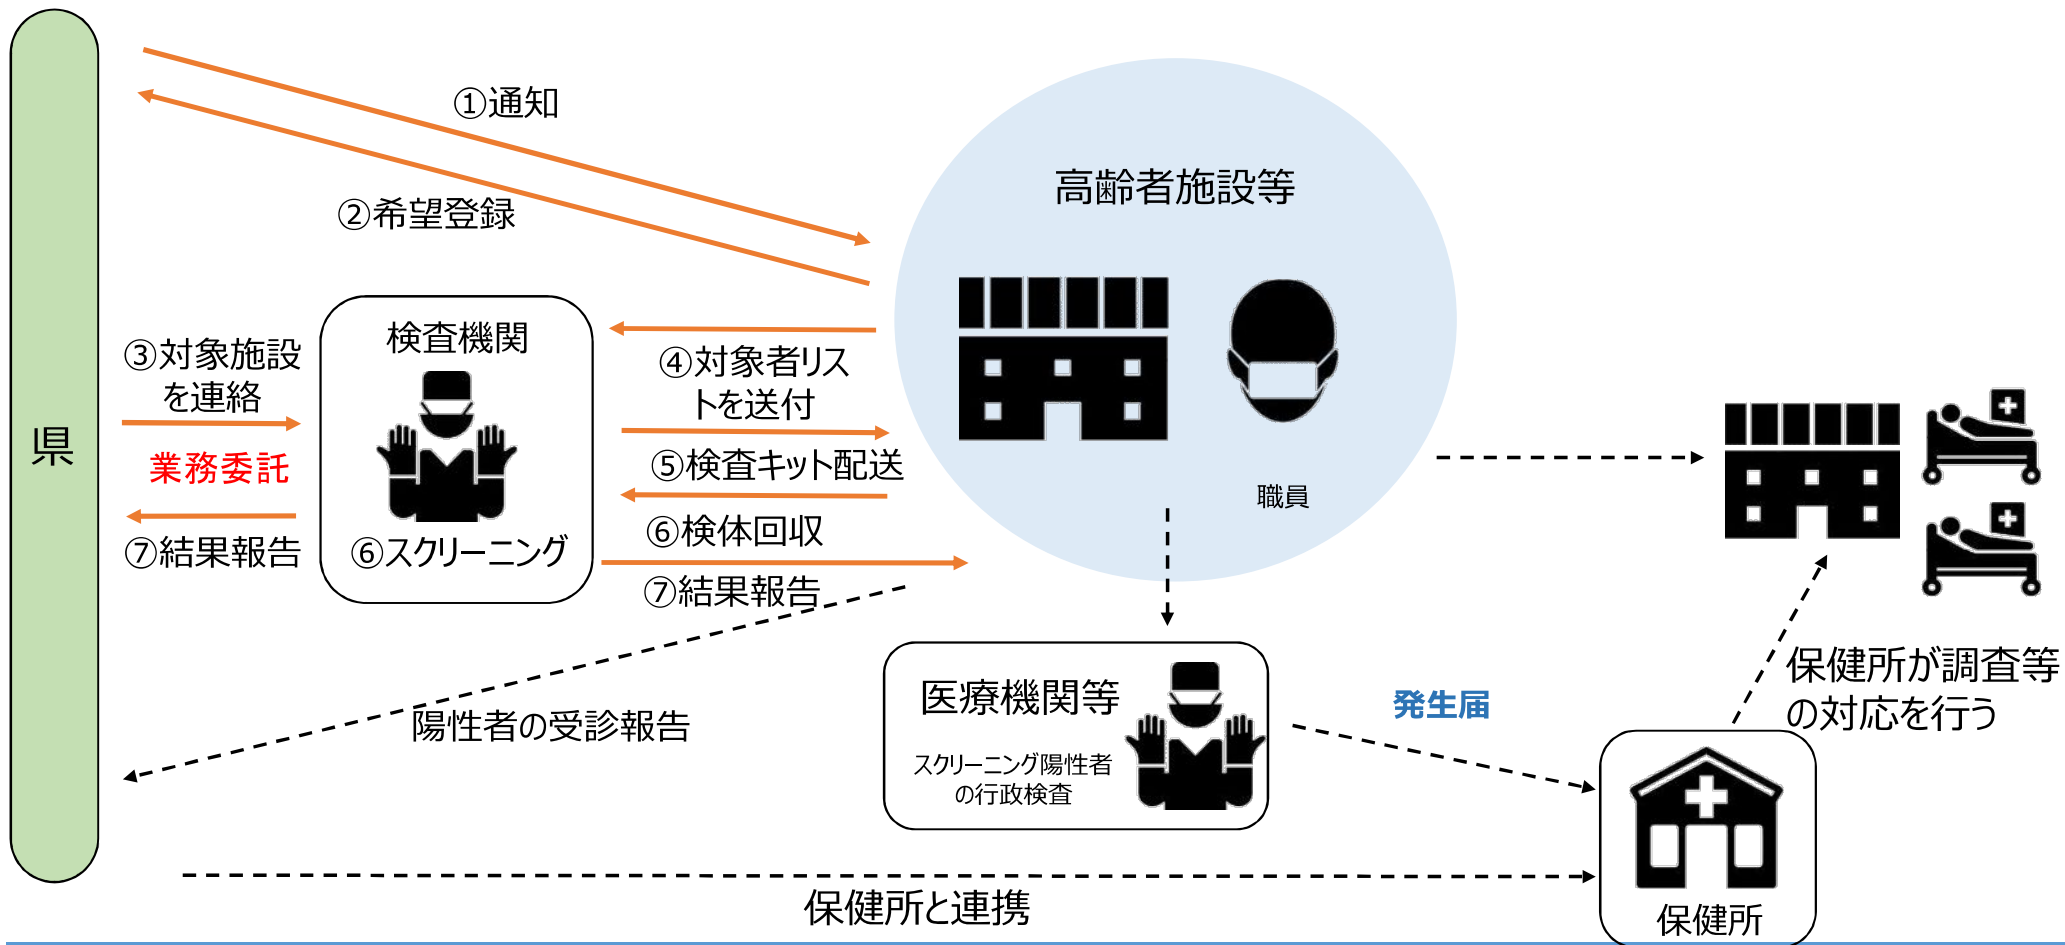 ①通知
高齢者施設等
②希望登録
検査機関
③対象施設
を連絡
④対象者リス
トを送付
県
業務委託
⑤検査キット配送
職員
⑥検体回収
⑦結果報告
⑥スクリーニング
⑦結果報告
保健所が調査等
の対応を行う
医療機関等
発生届
陽性者の受診報告
スクリーニング陽性者
の行政検査
保健所と連携
保健所